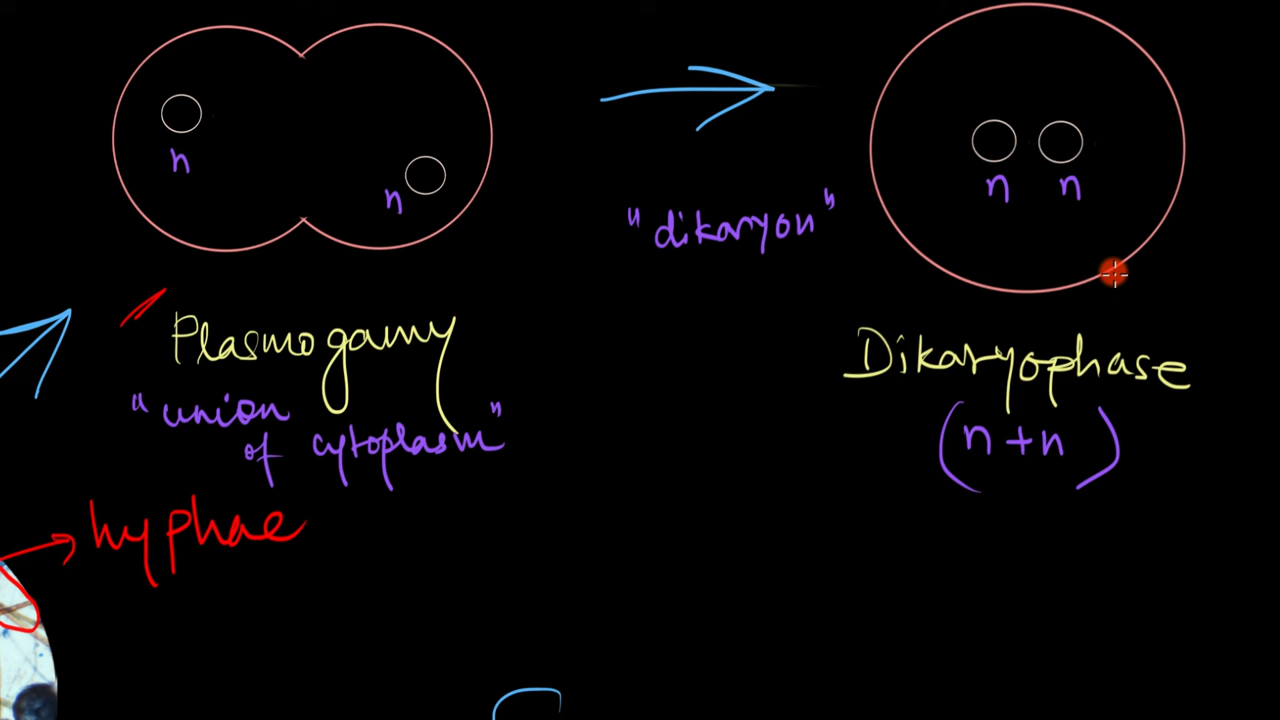 n
n
n n
"dikaryon"
Plasmogamy
"union
of cytoplasm"
Dikaryophase
(n+n)
hyphae